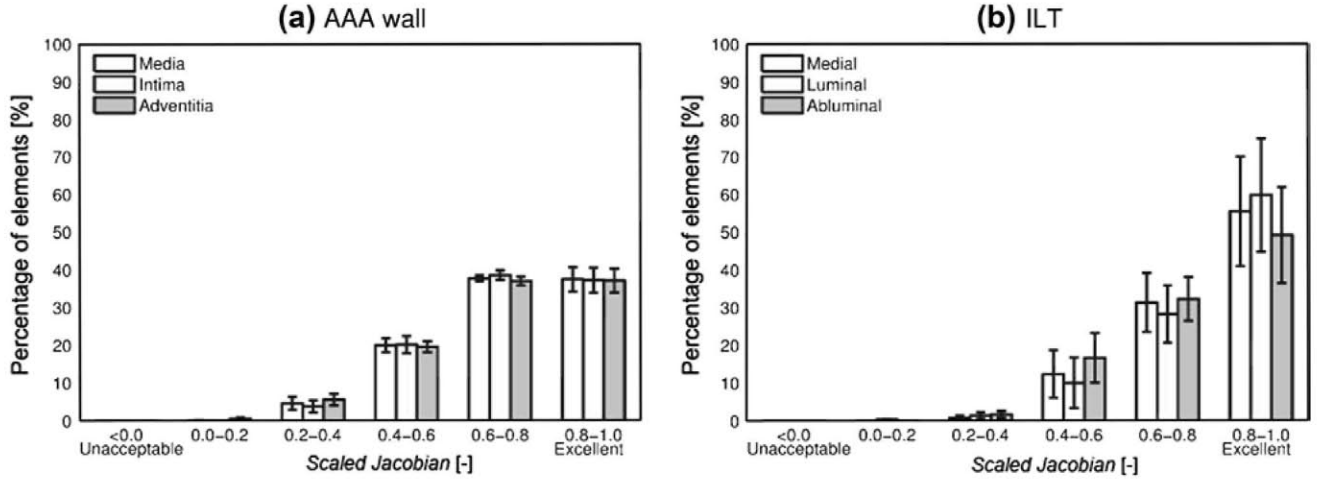 (a) AAA wall
Percentage of elements [%]
100
90
80
70
60
50
40
30
20
10
0
Media
Intima
Adventitia
<0.0 0.0–0.2 0.2–0.4 0.4–0.6 0.6–0.8 0.8–1.0
Unacceptable Excellent
Scaled Jacobian [-]
(b) ILT
Percentage of elements [%]
100
90
80
70
60
50
40
30
20
10
0
Medial
Luminal
Abluminal
<0.0 0.0–0.2 0.2–0.4 0.4–0.6 0.6–0.8 0.8–1.0
Unacceptable Excellent
Scaled Jacobian [-]